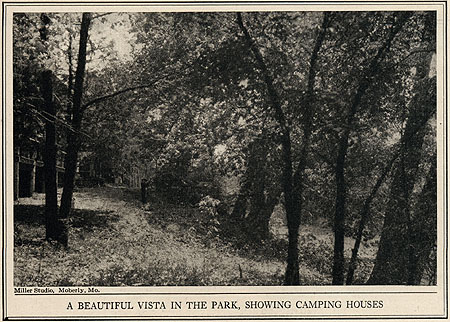 Miller Studio, Moberly, Mo.
A BEAUTIFUL VISTA IN THE PARK, SHOWING CAMPING HOUSES